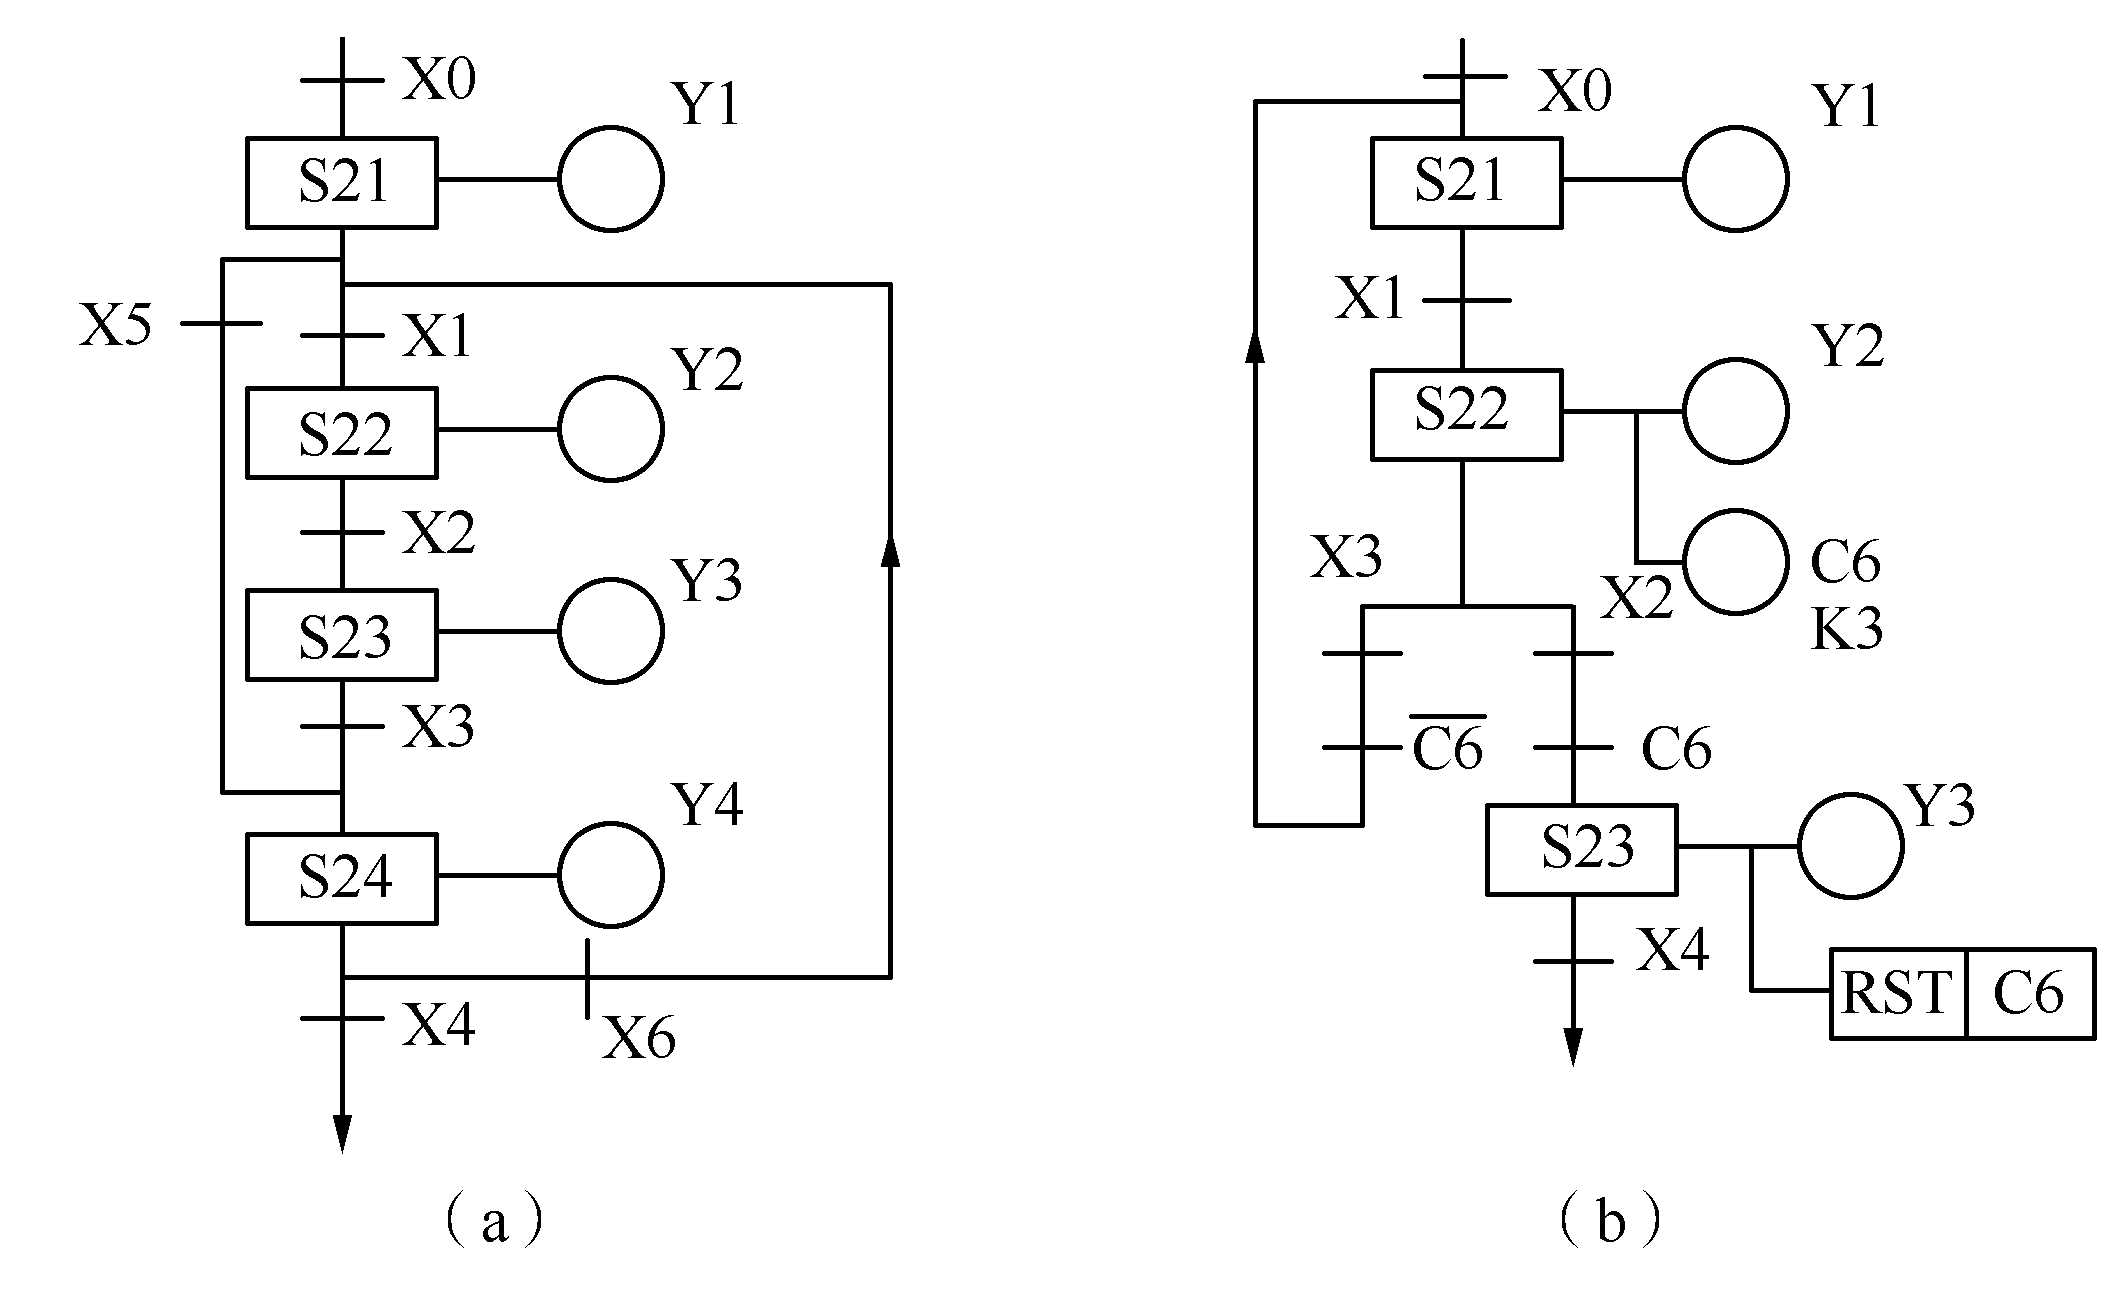 X0
Y1
S21
X5
X1
Y2
S22
X2
Y3
S23
X3
Y4
S24
X4
X6
(a)
X0
Y1
S21
X1
Y2
S22
X3
X2
C6
K3
C6
C6
Y3
S23
X4
RST C6
(b)